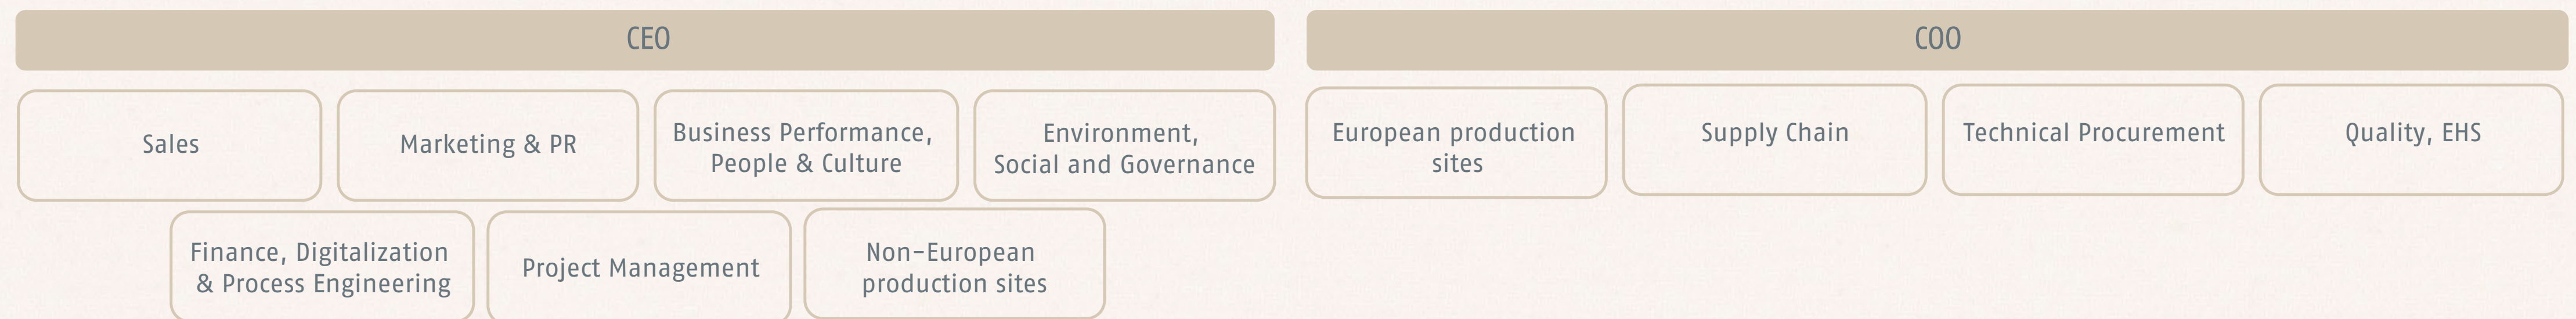 CEO
Sales
Marketing & PR
Business Performance,
People & Culture
Environment,
Social and Governance
Finance, Digitalization
& Process Engineering
Project Management
Non-European
production sites
COO
European production
sites
Supply Chain
Technical Procurement
Quality, EHS